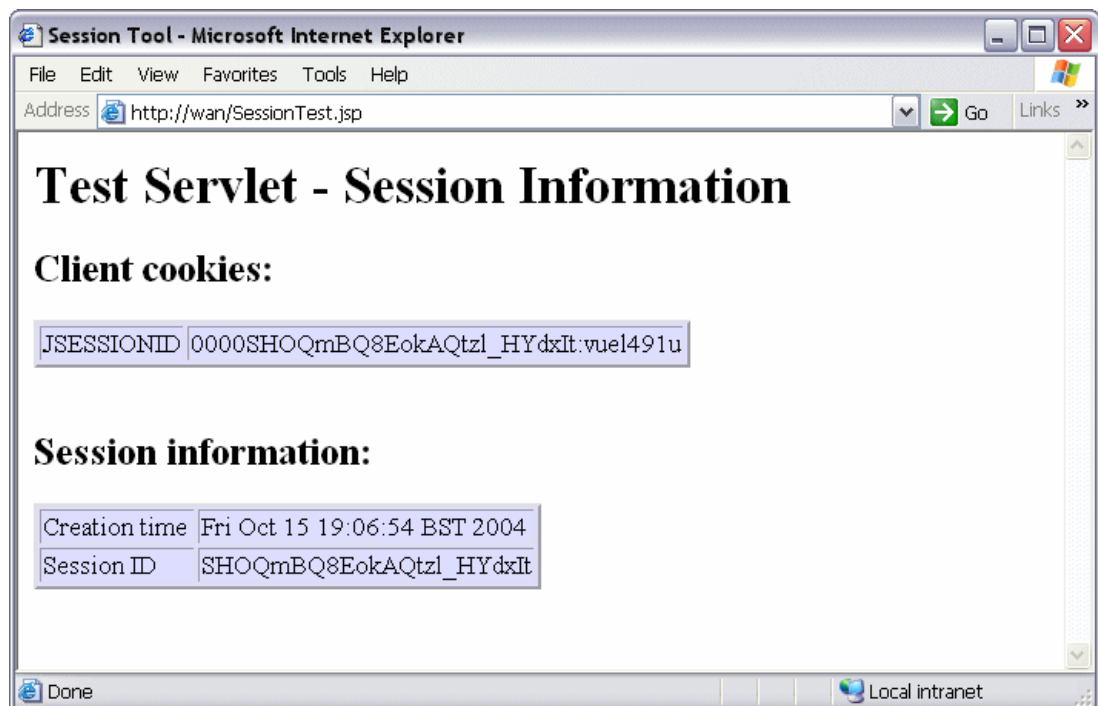 Session Tool - Microsoft Internet Explorer
File Edit View Favorites Tools Help
Address http://wan/SessionTest.jsp Go Links »
Test Servlet - Session Information
Client cookies:
JSESSIONID 0000SHOQmBQ8EokAQtzl_HYdxIt:vuel491u
Session information:
Creation time Fri Oct 15 19:06:54 BST 2004
Session ID SHOQmBQ8EokAQtzl_HYdxIt
Done Local intranet